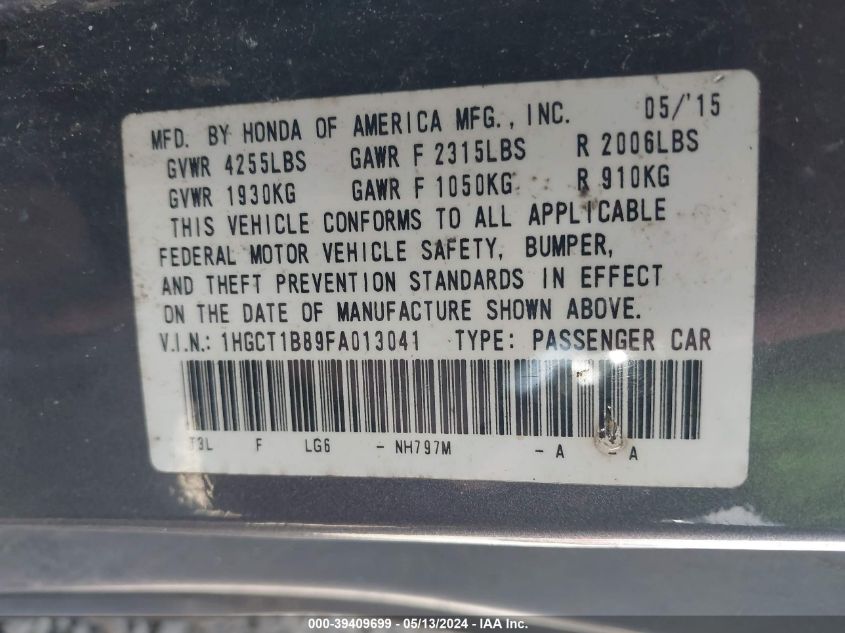 MFD. BY HONDA OF AMERICA MFG., INC. 05/'15
GVWR 4255LBS GAWR F 2315LBS R 2006LBS
GVWR 1930KG GAWR F 1050KG R 910KG
THIS VEHICLE CONFORMS TO ALL APPLICABLE
FEDERAL MOTOR VEHICLE SAFETY, BUMPER,
AND THEFT PREVENTION STANDARDS IN EFFECT
ON THE DATE OF MANUFACTURE SHOWN ABOVE.
V.I.N.: 1HGCT1B89FA013041 TYPE: PASSENGER CAR
T3L F LG6 - NH797M - A - A
000-39409699 - 05/13/2024 - IAA Inc.